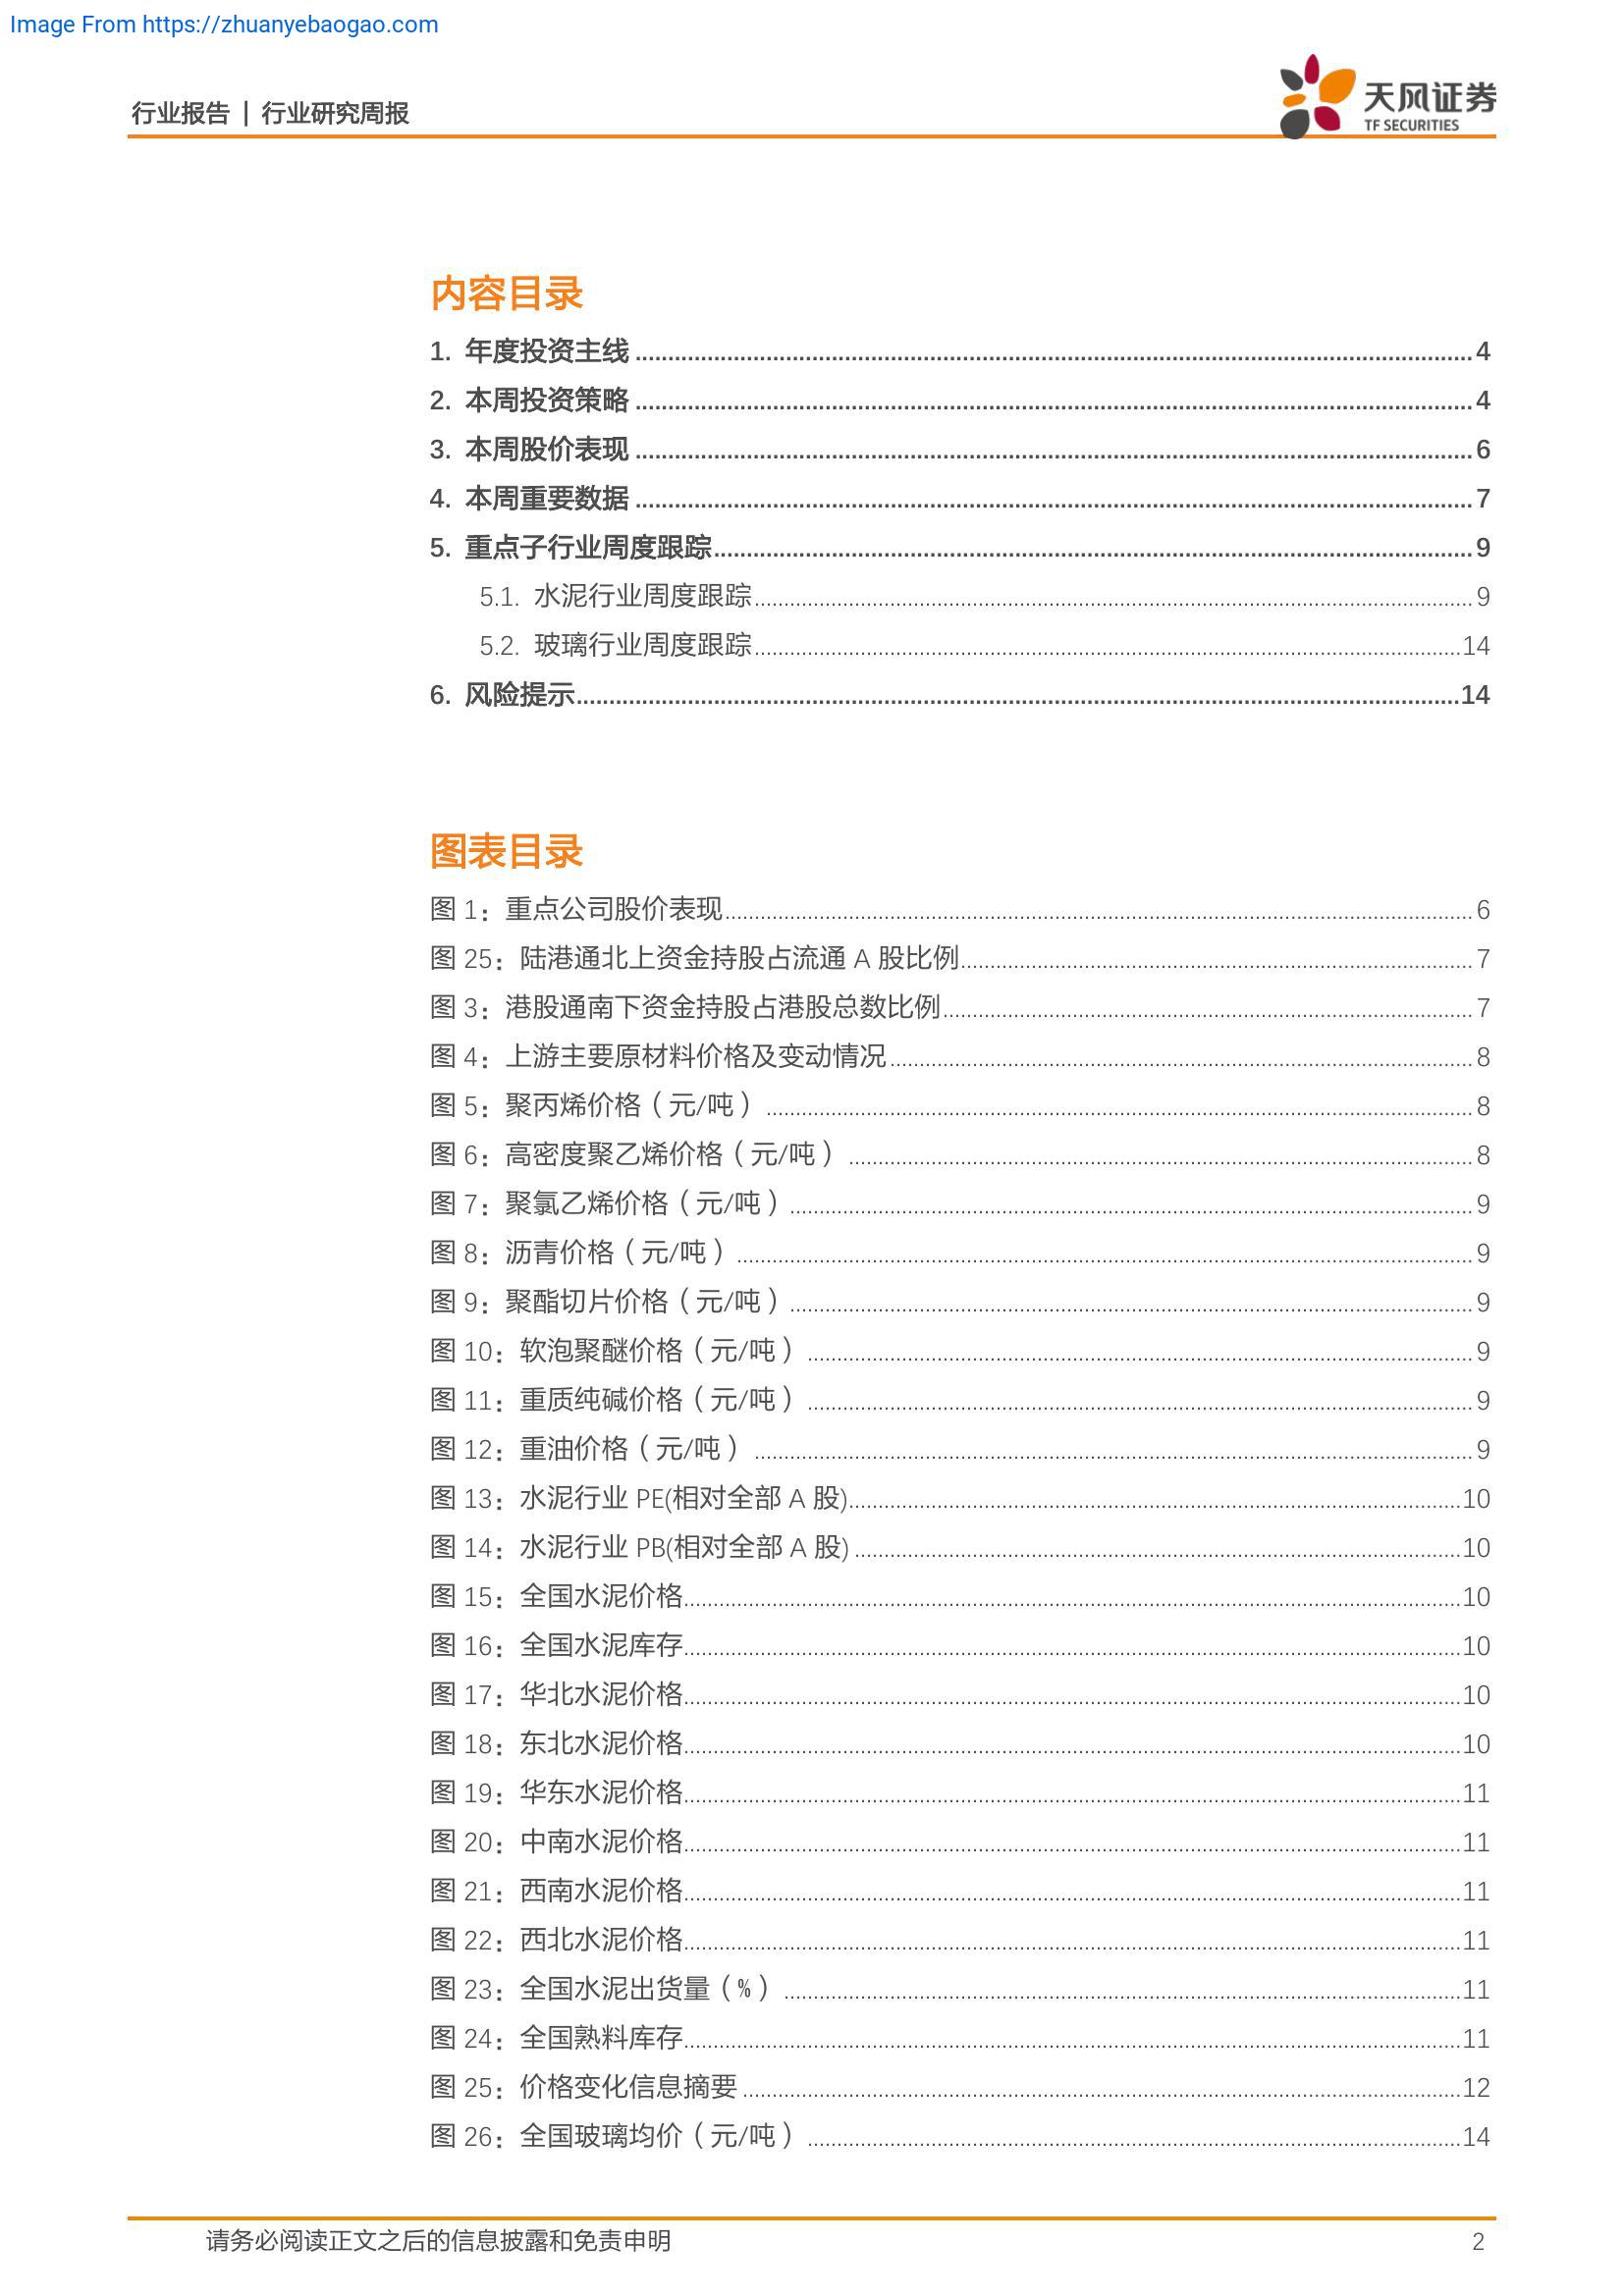 Image From https://zhuanyebaogao.com
行业报告 | 行业研究周报
天风证券
TF SECURITIES
内容目录
1. 年度投资主线 4
2. 本周投资策略 4
3. 本周股价表现 6
4. 本周重要数据 7
5. 重点子行业周度跟踪 9
5.1. 水泥行业周度跟踪 9
5.2. 玻璃行业周度跟踪 14
6. 风险提示 14
图表目录
图 1：重点公司股价表现 6
图 25：陆港通北上资金持股占流通 A 股比例 7
图 3：港股通南下资金持股占港股总数比例 7
图 4：上游主要原材料价格及变动情况 8
图 5：聚丙烯价格（元/吨） 8
图 6：高密度聚乙烯价格（元/吨） 8
图 7：聚氯乙烯价格（元/吨） 9
图 8：沥青价格（元/吨） 9
图 9：聚酯切片价格（元/吨） 9
图 10：软泡聚醚价格（元/吨） 9
图 11：重质纯碱价格（元/吨） 9
图 12：重油价格（元/吨） 9
图 13：水泥行业 PE(相对全部 A 股) 10
图 14：水泥行业 PB(相对全部 A 股) 10
图 15：全国水泥价格 10
图 16：全国水泥库存 10
图 17：华北水泥价格 10
图 18：东北水泥价格 10
图 19：华东水泥价格 11
图 20：中南水泥价格 11
图 21：西南水泥价格 11
图 22：西北水泥价格 11
图 23：全国水泥出货量（%） 11
图 24：全国熟料库存 11
图 25：价格变化信息摘要 12
图 26：全国玻璃均价（元/吨） 14
请务必阅读正文之后的信息披露和免责申明 2